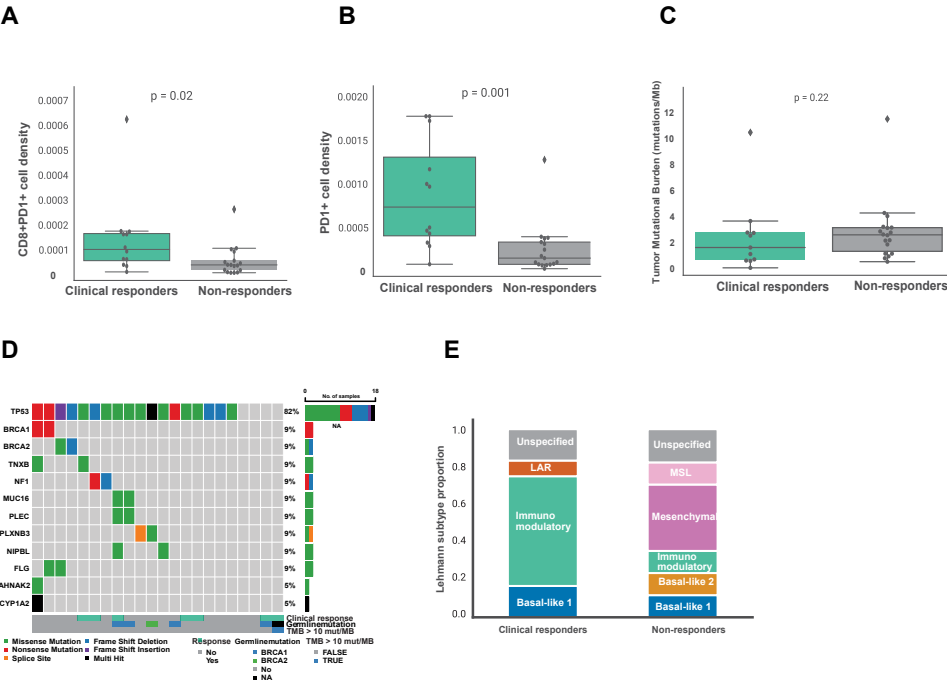 A
B
C
p = 0.02
CD8+PD1+ cell density
0.0007
0.0006
0.0005
0.0004
0.0003
0.0002
0.0001
0
Clinical responders
Non-responders
p = 0.001
PD1+ cell density
0.0020
0.0015
0.0010
0.0005
0
Clinical responders
Non-responders
p = 0.22
Tumor Mutational Burden (mutations/Mb)
12
10
8
6
4
2
0
Clinical responders
Non-responders
D
E
0
18
No. of samples
NA
TP53
82%
BRCA1
9%
BRCA2
9%
TNXB
9%
NF1
9%
MUC16
9%
PLEC
9%
PLXNB3
9%
NIPBL
9%
FLG
9%
AHNAK2
5%
CYP1A2
5%
Clinical response
Germlinemutation
TMB > 10 mut/MB
Missense Mutation
Nonsense Mutation
Splice Site
Frame Shift Deletion
Frame Shift Insertion
Multi Hit
Response
No
Yes
Germlinemutation
BRCA1
BRCA2
No
NA
TMB > 10 mut/MB
FALSE
TRUE
Lehmann subtype proportion
1.0
0.8
0.6
0.4
0.2
0.0
Unspecified
LAR
Immuno
modulatory
Basal-like 1
Clinical responders
Unspecified
MSL
Mesenchymal
Immuno
modulatory
Basal-like 2
Basal-like 1
Non-responders